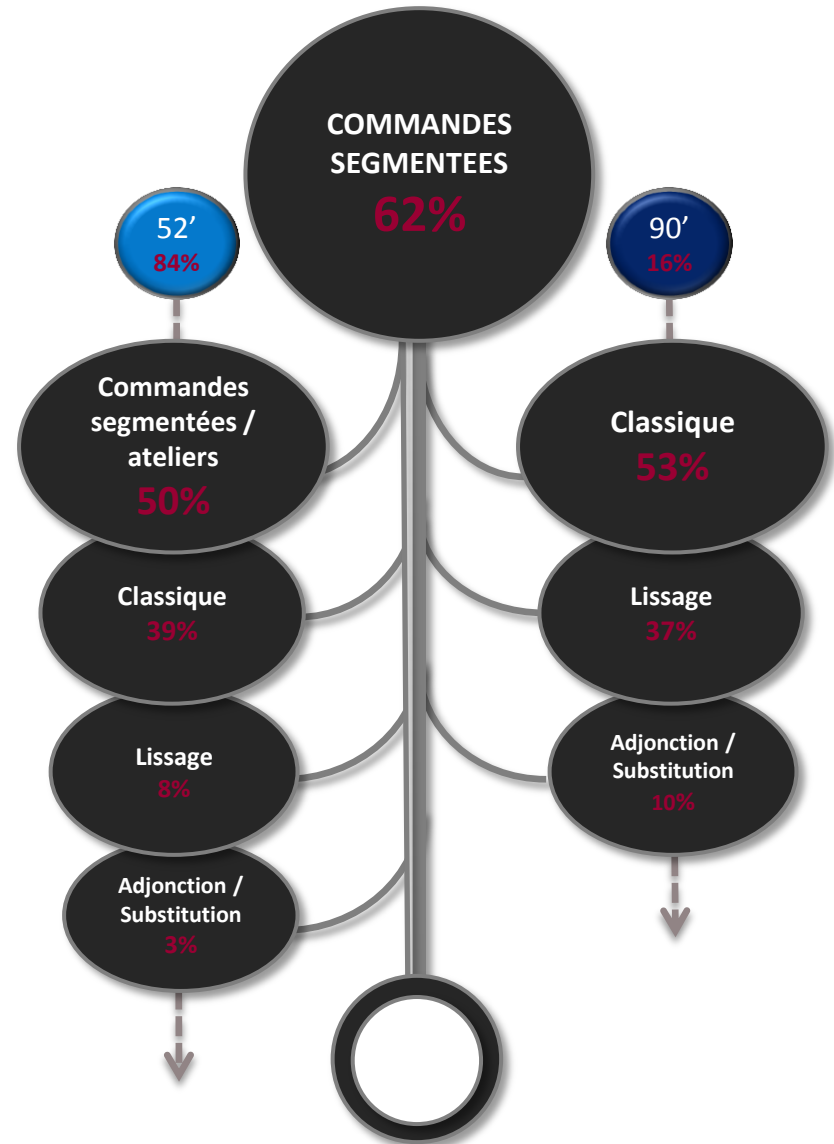 COMMANDES
SEGMENTEES
62%
52'
84%
Commandes
segmentées /
ateliers
50%
Classique
39%
Lissage
8%
Adjonction /
Substitution
3%
90'
16%
Classique
53%
Lissage
37%
Adjonction /
Substitution
10%